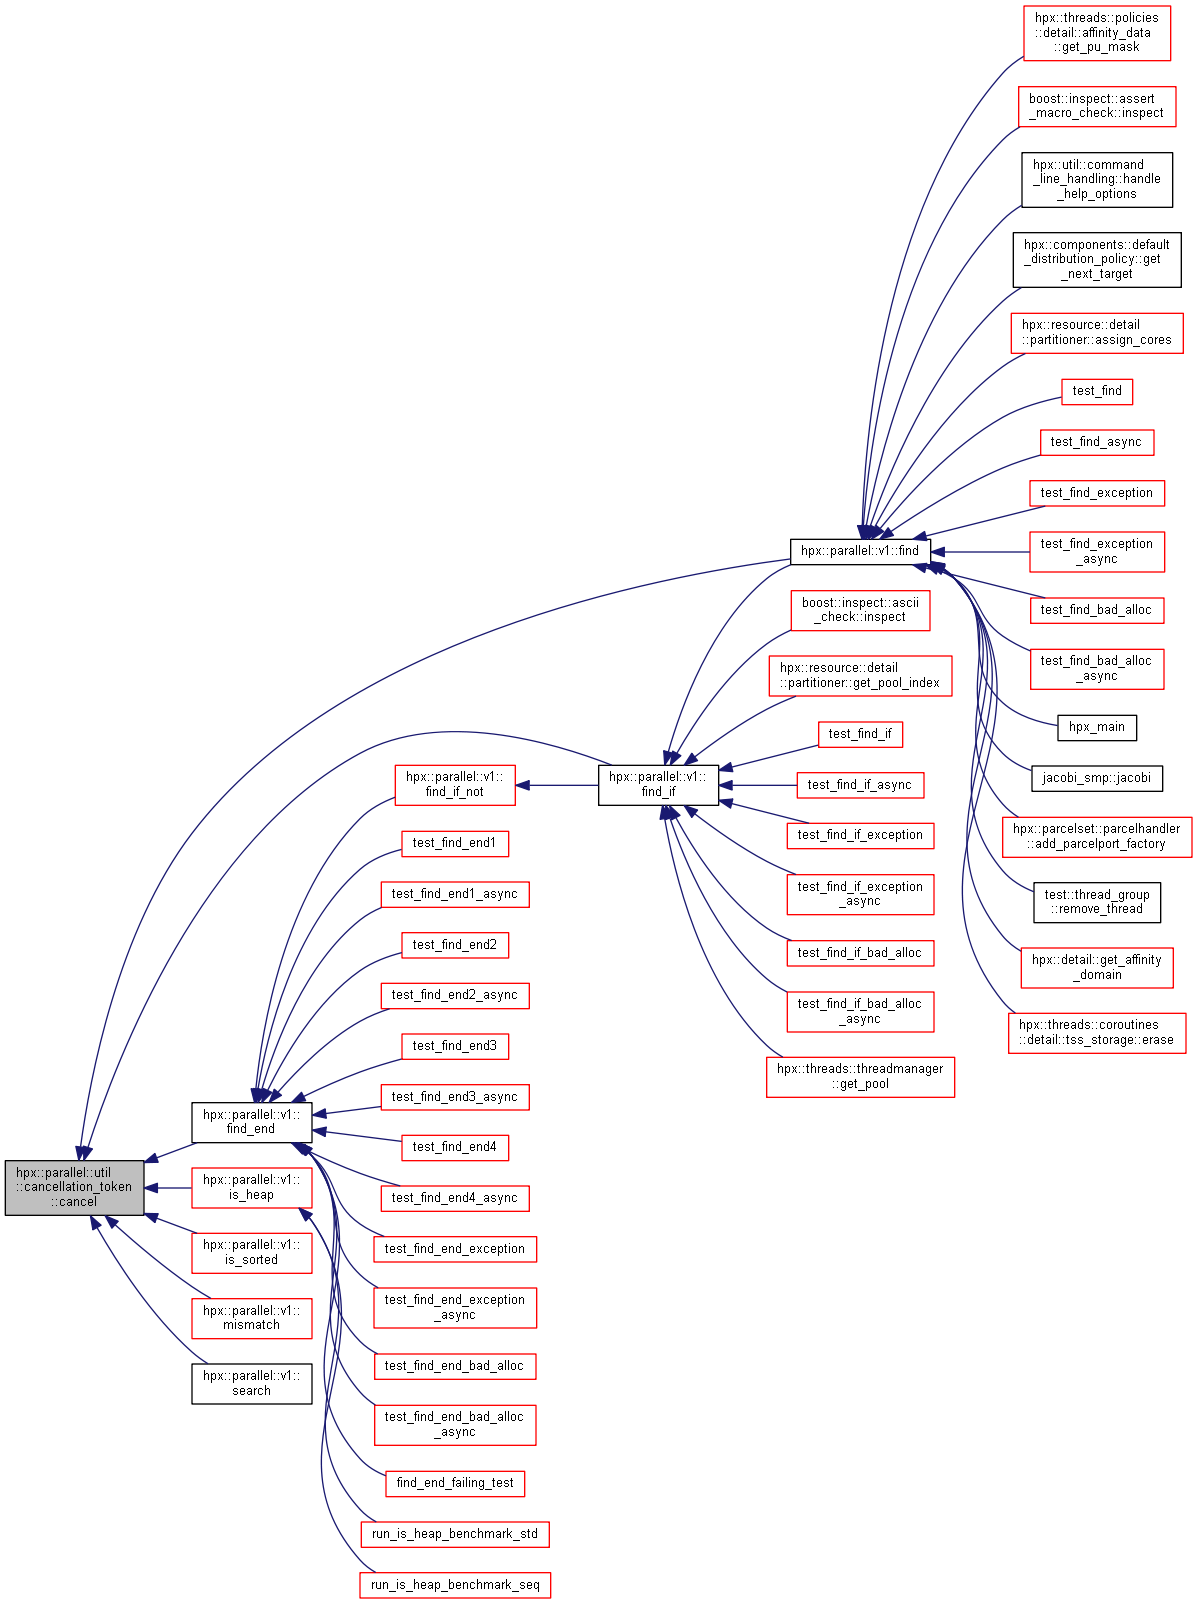 hpx::threads::policies
::detail::affinity_data
::get_pu_mask
boost::inspect::assert
_macro_check::inspect
hpx::util::command
_line_handling::handle
_help_options
hpx::components::default
_distribution_policy::get
_next_target
hpx::resource::detail
::partitioner::assign_cores
test_find
test_find_async
test_find_exception
hpx::parallel::v1::find
test_find_exception
_async
test_find_bad_alloc
boost::inspect::ascii
_check::inspect
test_find_bad_alloc
_async
hpx::resource::detail
::partitioner::get_pool_index
hpx_main
test_find_if
jacobi_smp::jacobi
hpx::parallel::v1::
find_if_not
hpx::parallel::v1::
find_if
test_find_if_async
test_find_if_exception
hpx::parcelset::parcelhandler
::add_parcelport_factory
test_find_end1
test_find_end1_async
test_find_if_exception
_async
test::thread_group
::remove_thread
test_find_end2
test_find_if_bad_alloc
hpx::detail::get_affinity
_domain
test_find_end2_async
test_find_if_bad_alloc
_async
hpx::threads::coroutines
::detail::tss_storage::erase
test_find_end3
hpx::threads::threadmanager
::get_pool
test_find_end3_async
hpx::parallel::v1::
find_end
test_find_end4
hpx::parallel::util
::cancellation_token
::cancel
hpx::parallel::v1::
is_heap
test_find_end4_async
hpx::parallel::v1::
is_sorted
test_find_end_exception
hpx::parallel::v1::
mismatch
test_find_end_exception
_async
hpx::parallel::v1::
search
test_find_end_bad_alloc
test_find_end_bad_alloc
_async
find_end_failing_test
run_is_heap_benchmark_std
run_is_heap_benchmark_seq